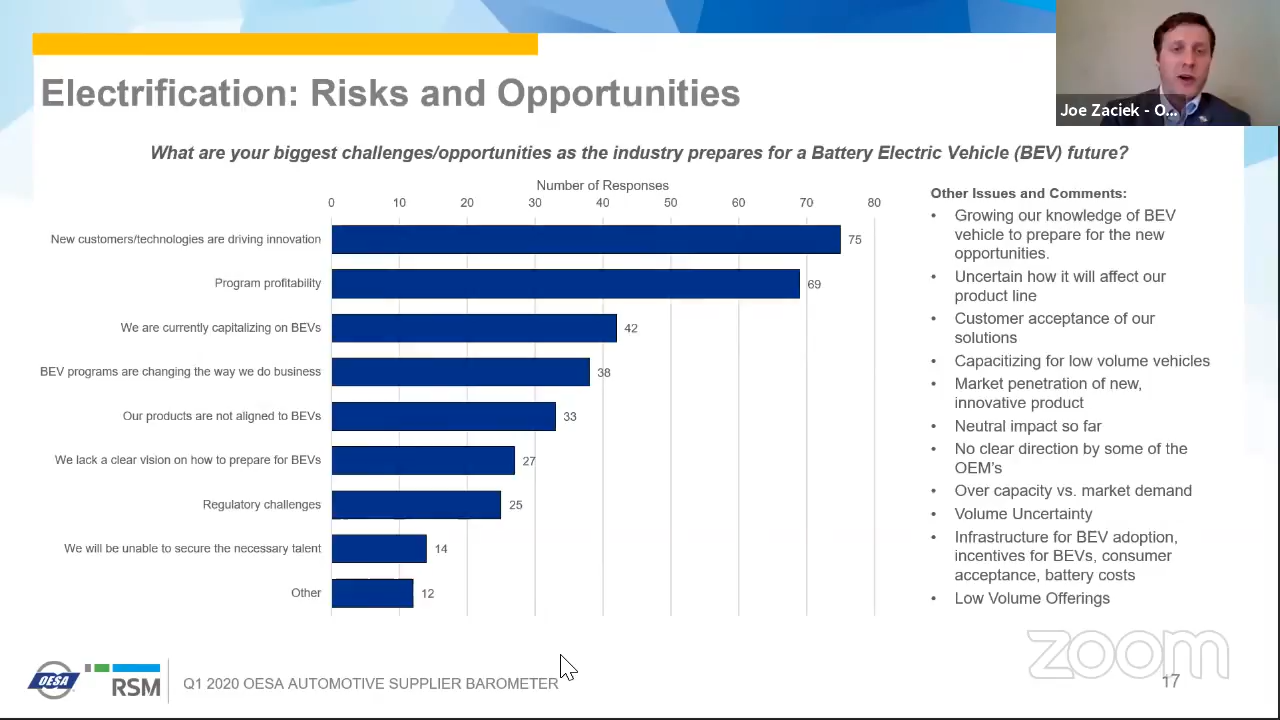 Electrification: Risks and Opportunities
Joe Zaciek - O...
What are your biggest challenges/opportunities as the industry prepares for a Battery Electric Vehicle (BEV) future?
Number of Responses
0 10 20 30 40 50 60 70 80
New customers/technologies are driving innovation 75
Program profitability 69
We are currently capitalizing on BEVs 42
BEV programs are changing the way we do business 38
Our products are not aligned to BEVs 33
We lack a clear vision on how to prepare for BEVs 27
Regulatory challenges 25
We will be unable to secure the necessary talent 14
Other 12
Other Issues and Comments:
• Growing our knowledge of BEV
vehicle to prepare for the new
opportunities.
• Uncertain how it will affect our
product line
• Customer acceptance of our
solutions
• Capacitizing for low volume vehicles
• Market penetration of new,
innovative product
• Neutral impact so far
• No clear direction by some of the
OEM's
• Over capacity vs. market demand
• Volume Uncertainty
• Infrastructure for BEV adoption,
incentives for BEVs, consumer
acceptance, battery costs
• Low Volume Offerings
zoom
OESA RSM Q1 2020 OESA AUTOMOTIVE SUPPLIER BAROMETER 17